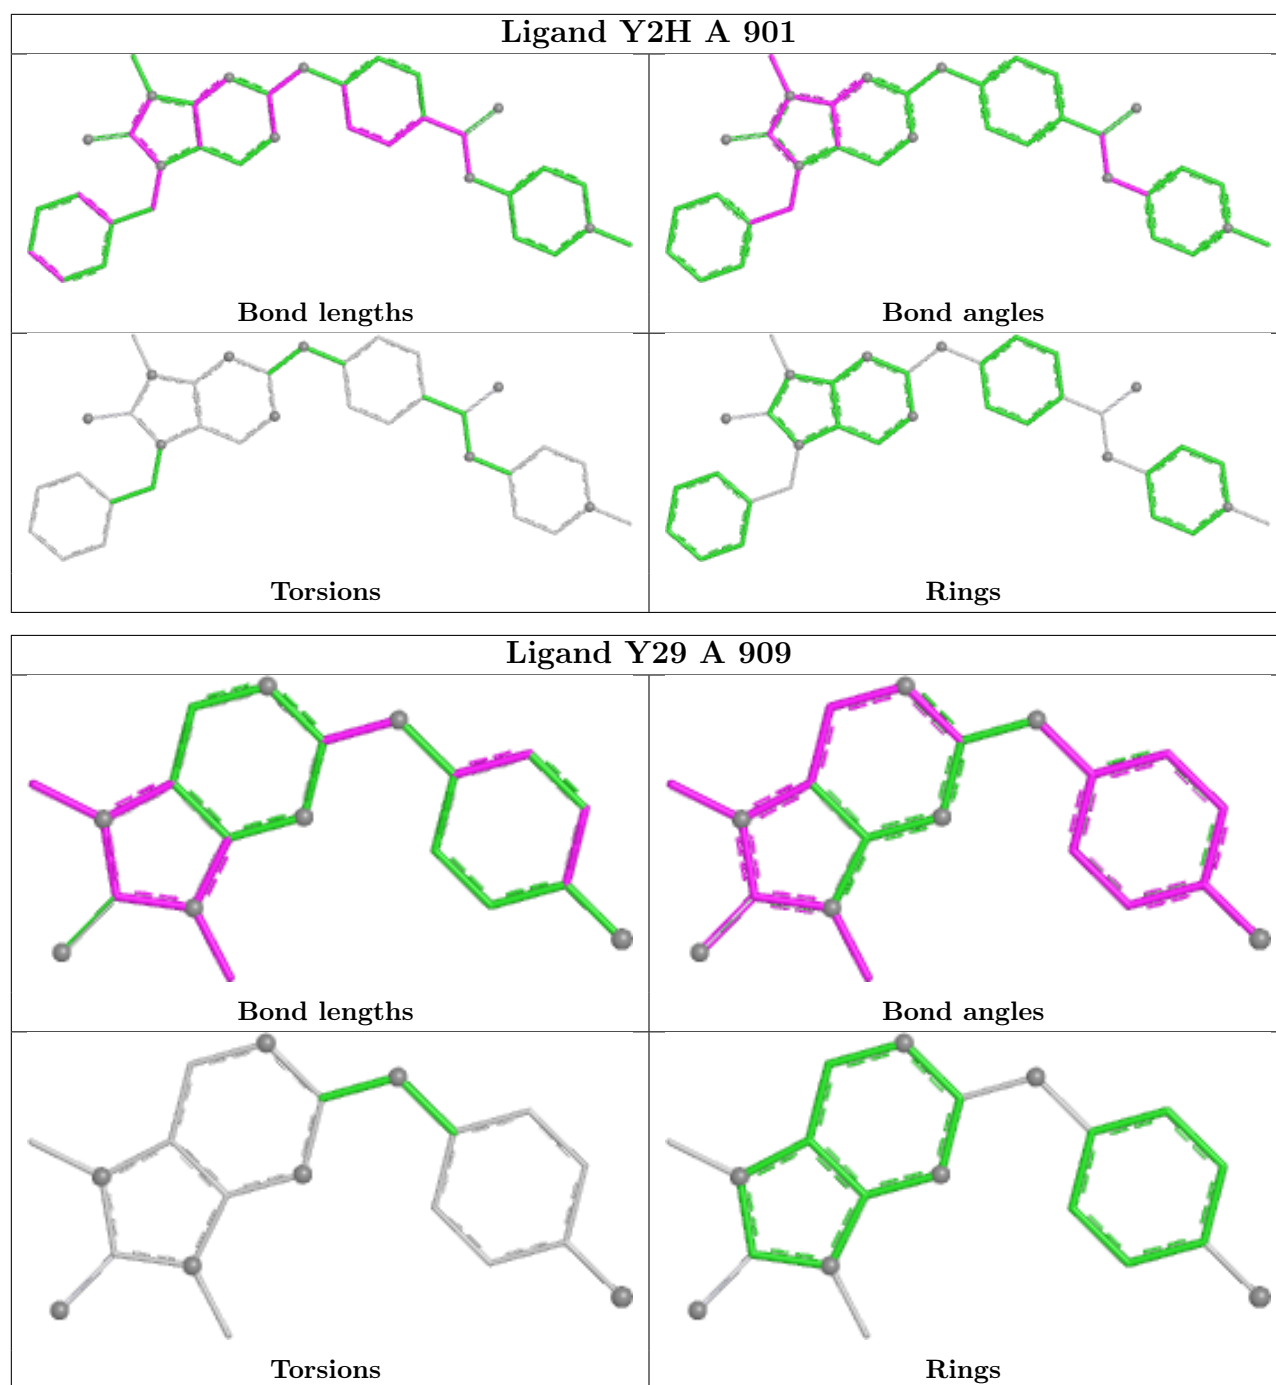 Ligand Y2H A 901
Bond lengths
Bond angles
Torsions
Rings
Ligand Y29 A 909
Bond lengths
Bond angles
Torsions
Rings